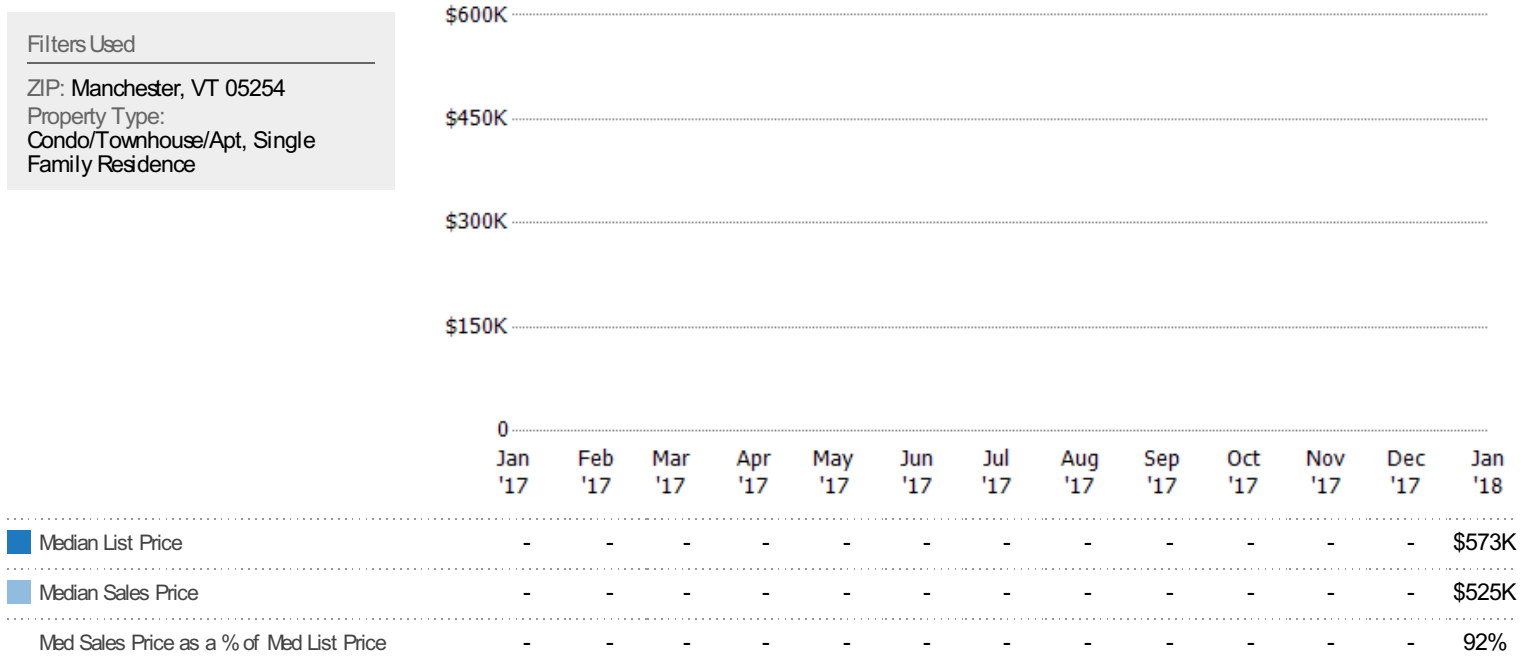 Filters Used
ZIP: Manchester, VT 05254
Property Type:
Condo/Townhouse/Apt, Single
Family Residence
$600K
$450K
$300K
$150K
0
Jan Feb Mar Apr May Jun Jul Aug Sep Oct Nov Dec Jan
'17 '17 '17 '17 '17 '17 '17 '17 '17 '17 '17 '17 '18
Median List Price - - - - - - - - - - - - $573K
Median Sales Price - - - - - - - - - - - - $525K
Med Sales Price as a % of Med List Price - - - - - - - - - - - - 92%